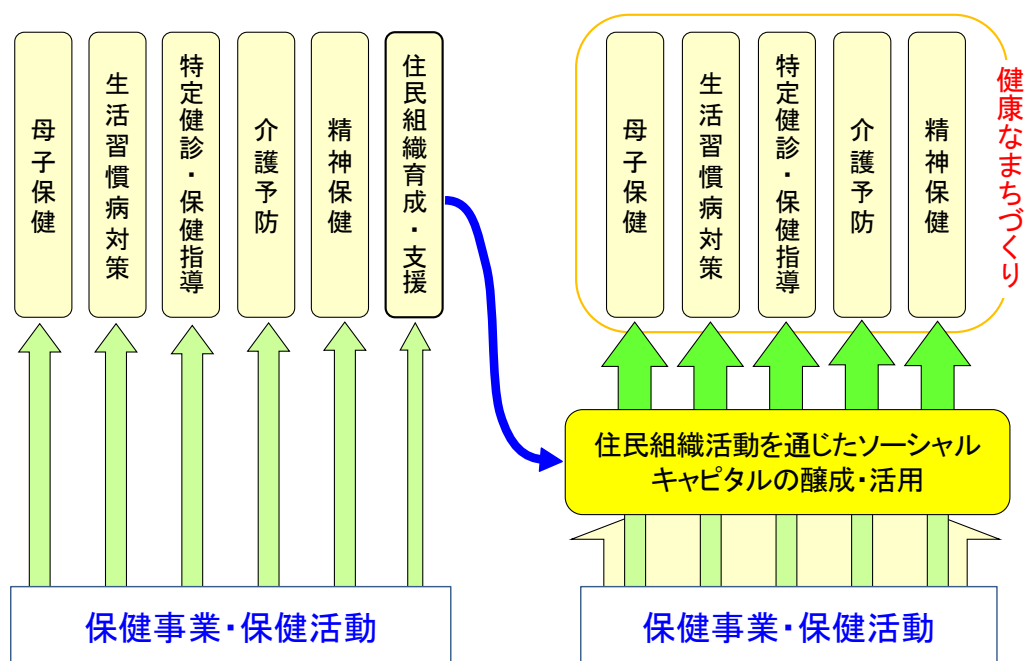 母子保健
生活習慣病対策
特定健診・保健指導
介護予防
精神保健
住民組織育成・支援
保健事業・保健活動
母子保健
生活習慣病対策
特定健診・保健指導
介護予防
精神保健
健康なまちづくり
住民組織活動を通じたソーシャル
キャピタルの醸成・活用
保健事業・保健活動